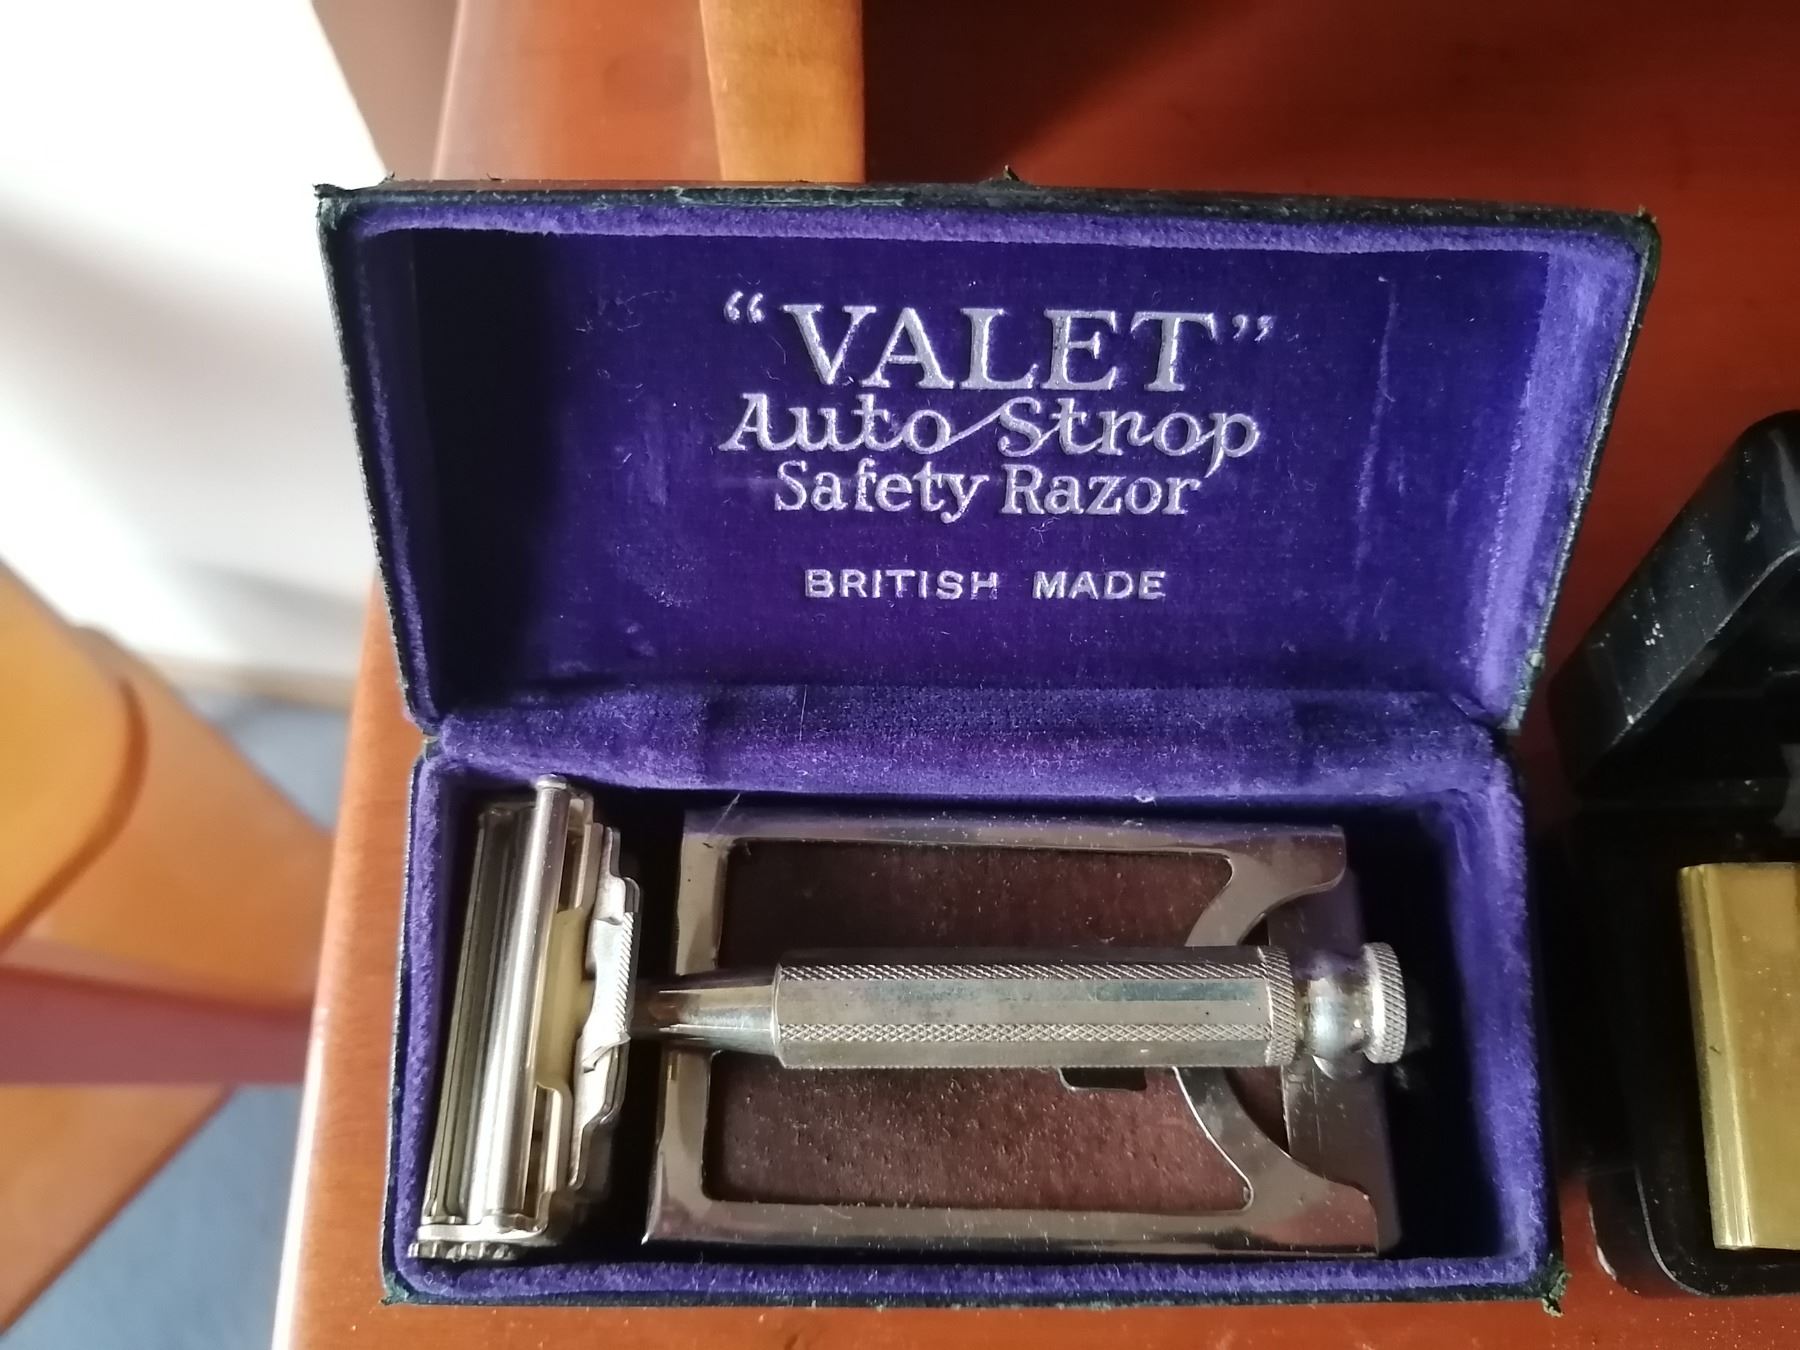 “VALET”
Auto Strop
Safety Razor
BRITISH MADE